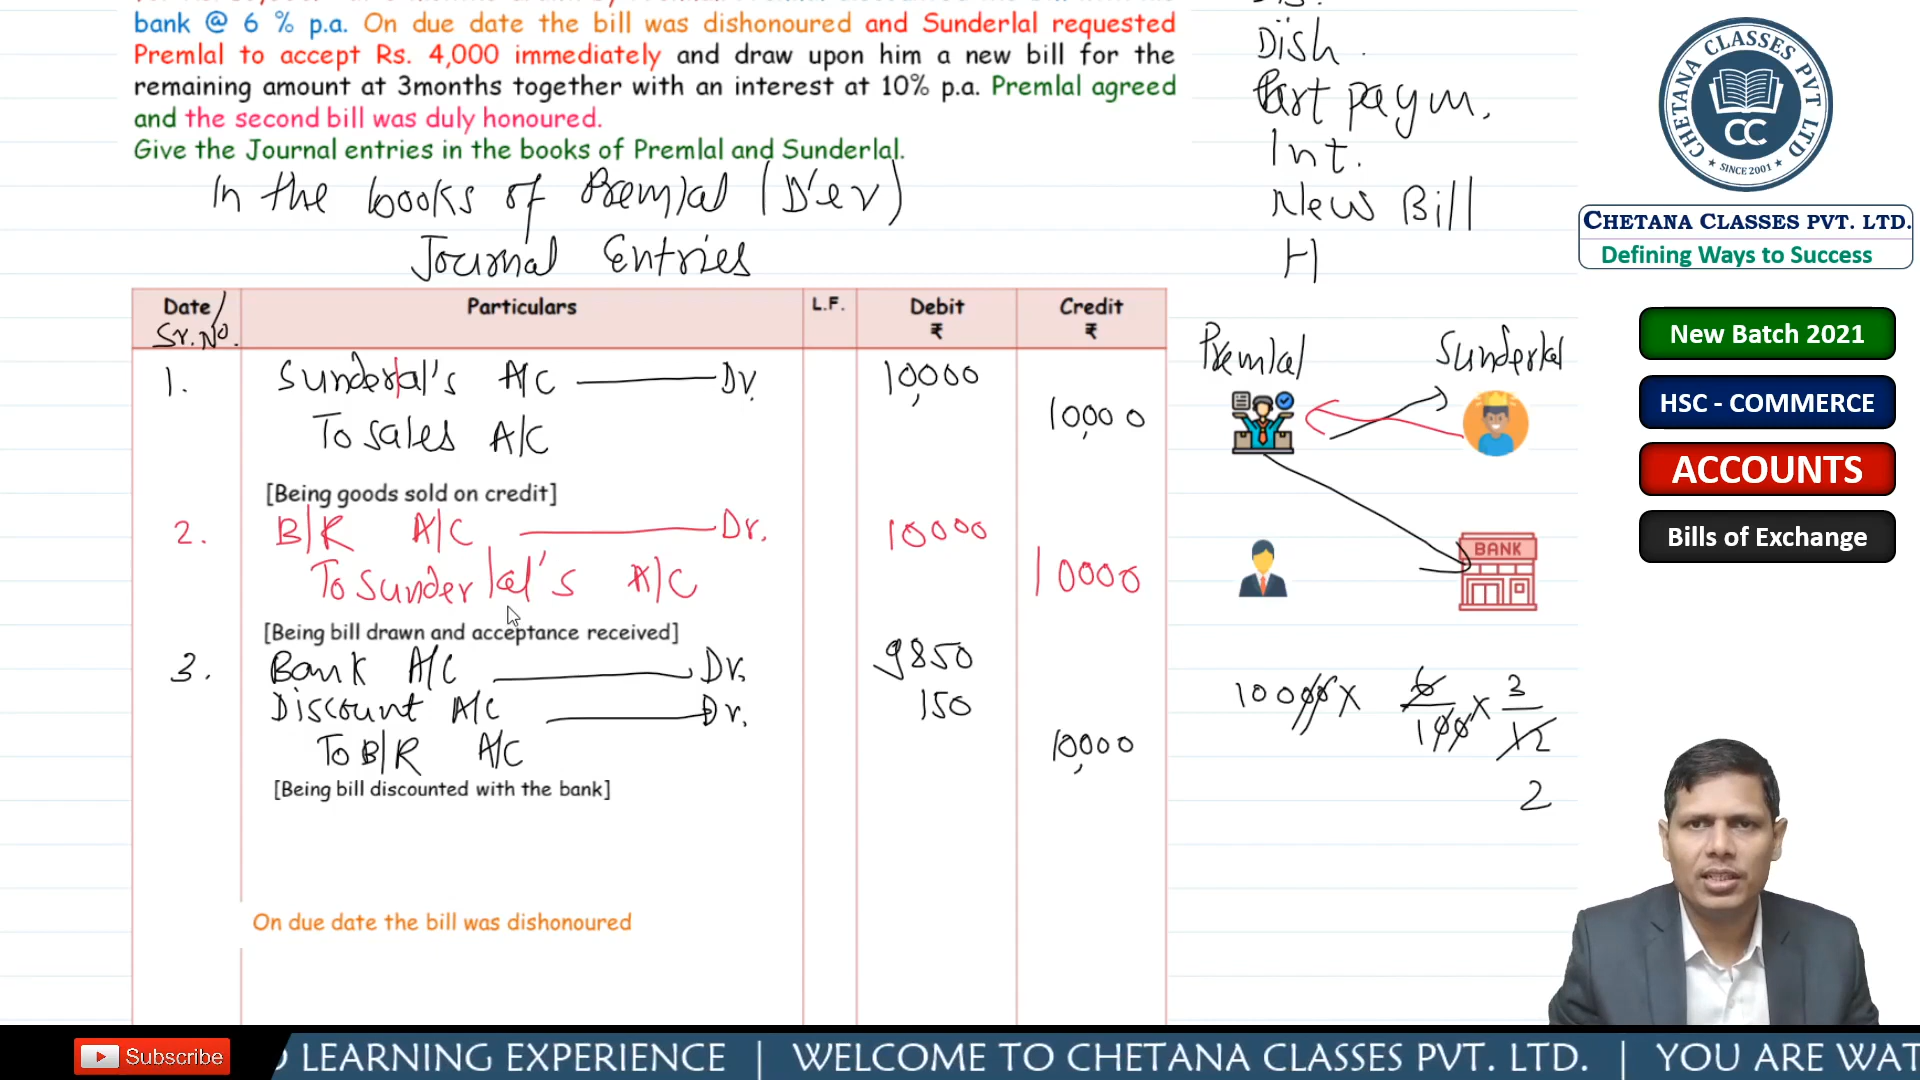 bank @ 6 % p.a. On due date the bill was dishonoured and Sunderlal requested
Premlal to accept Rs. 4,000 immediately and draw upon him a new bill for the
remaining amount at 3months together with an interest at 10% p.a. Premlal agreed
and the second bill was duly honoured.
Give the Journal entries in the books of Premlal and Sunderlal.
In the books of Premlal (D'er)
Journal Entries
Dish.
Part paym.
Int.
New Bill
H
Date/ Sr. No. Particulars L.F. Debit ₹ Credit ₹
1. Sunderlal's A/C Dr. 10,000
To Sales A/C 10,000
[Being goods sold on credit]
2. B/R A/C Dr. 10000
To Sunderlal's A/C 10000
[Being bill drawn and acceptance received]
3. Bank A/C Dr. 9850
Discount A/C Dr. 150
To B/R A/C 10,000
[Being bill discounted with the bank]
On due date the bill was dishonoured
Premlal Sunderlal
BANK
10000 x 6/100 x 3/12
2
CHETANA CLASSES PVT LTD
CC
SINCE 2001
CHETANA CLASSES PVT. LTD.
Defining Ways to Success
New Batch 2021
HSC - COMMERCE
ACCOUNTS
Bills of Exchange
Subscribe
D LEARNING EXPERIENCE | WELCOME TO CHETANA CLASSES PVT. LTD. | YOU ARE WAT